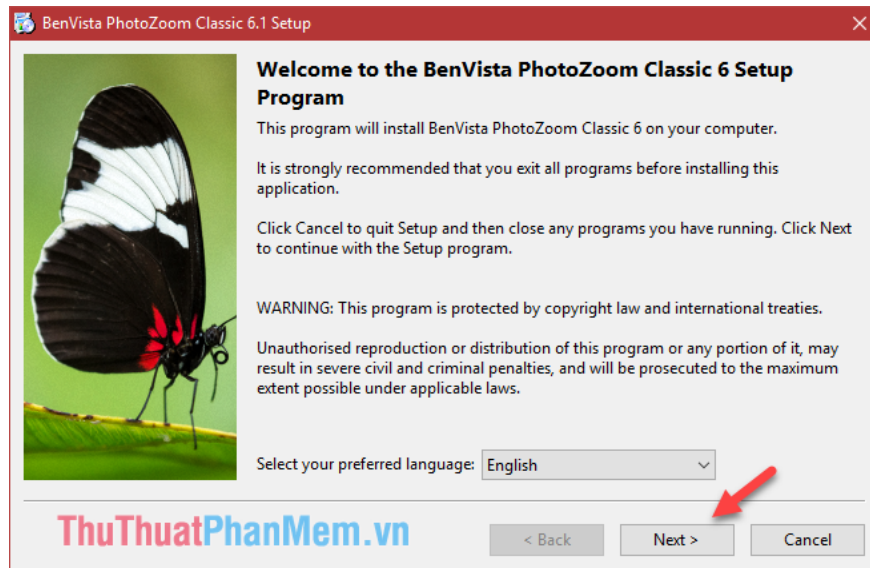 BenVista PhotoZoom Classic 6.1 Setup
Welcome to the BenVista PhotoZoom Classic 6 Setup
Program
This program will install BenVista PhotoZoom Classic 6 on your computer.
It is strongly recommended that you exit all programs before installing this
application.
Click Cancel to quit Setup and then close any programs you have running. Click Next
to continue with the Setup program.
WARNING: This program is protected by copyright law and international treaties.
Unauthorised reproduction or distribution of this program or any portion of it, may
result in severe civil and criminal penalties, and will be prosecuted to the maximum
extent possible under applicable laws.
Select your preferred language: English
ThuThuatPhanMem.vn
< Back Next > Cancel